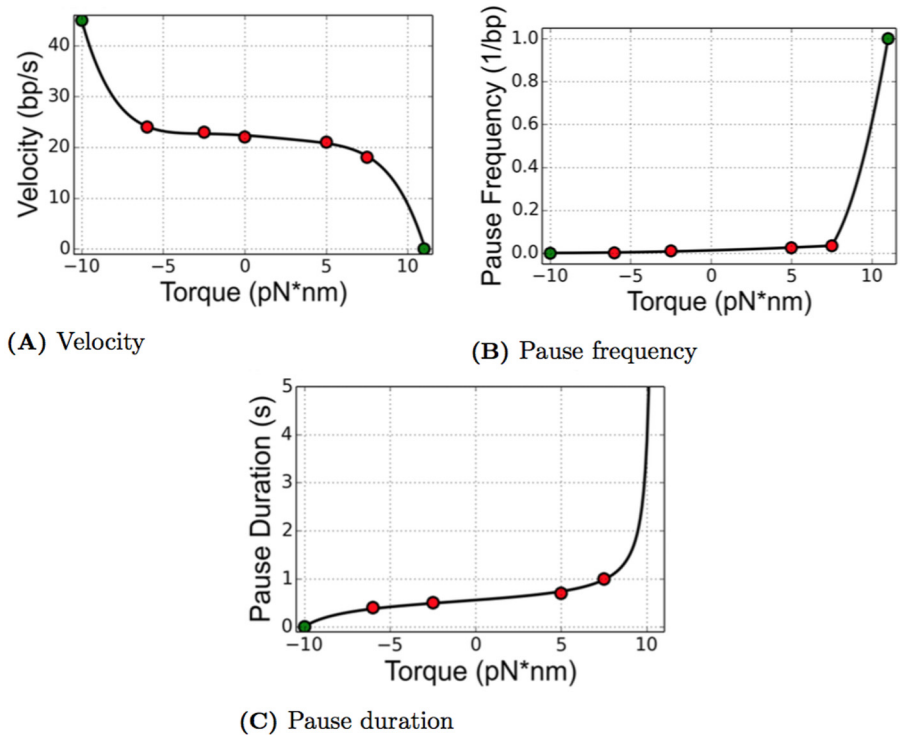 Velocity (bp/s)
40
30
20
10
0
−10 −5 0 5 10
Torque (pN*nm)
(A) Velocity
Pause Frequency (1/bp)
1.0
0.8
0.6
0.4
0.2
0.0
−10 −5 0 5 10
Torque (pN*nm)
(B) Pause frequency
Pause Duration (s)
5
4
3
2
1
0
−10 −5 0 5 10
Torque (pN*nm)
(C) Pause duration